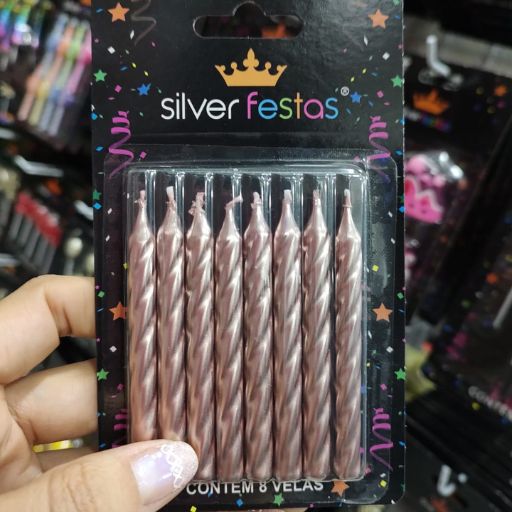 silver festas®
CONTÉM 8 VELAS